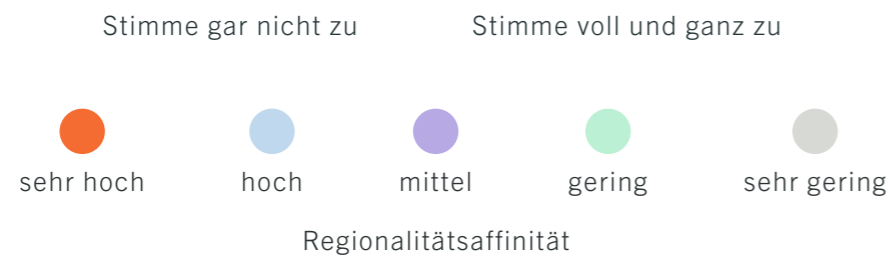 Stimme gar nicht zu Stimme voll und ganz zu
sehr hoch hoch mittel gering sehr gering
Regionalitätsaffinität